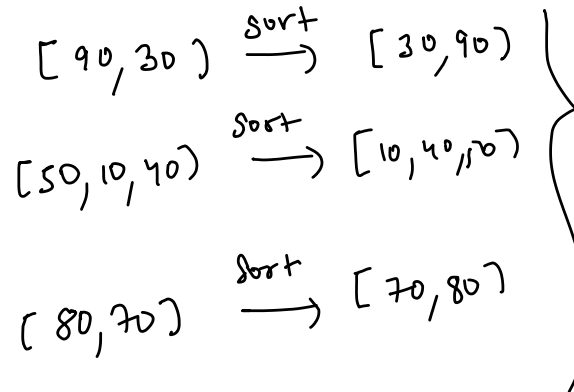 [90,30] sort → [30,90]
[50,10,40] sort → [10,40,50]
[80,70] sort → [70,80]